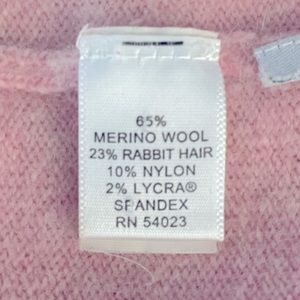 65%
MERINO WOOL
23% RABBIT HAIR
10% NYLON
2% LYCRA®
SPANDEX
RN 54023